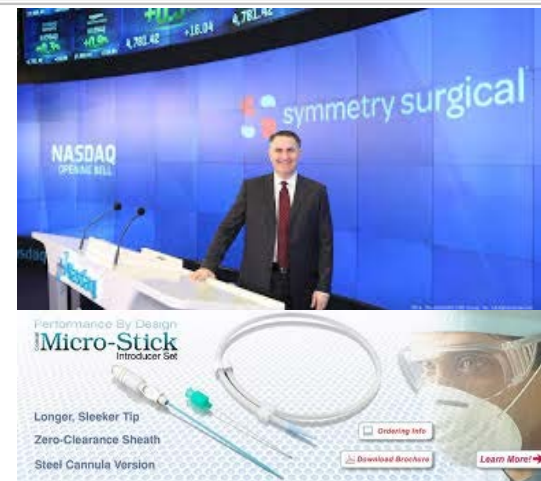 4,781.42
+16.04
4,781.42
symmetry surgical
NASDAQ
OPENING BELL
Nasdaq
Performance By Design
Micro-Stick
Introducer Set
Longer, Sleeker Tip
Zero-Clearance Sheath
Steel Cannula Version
Ordering Info
Download Brochure
Learn More!